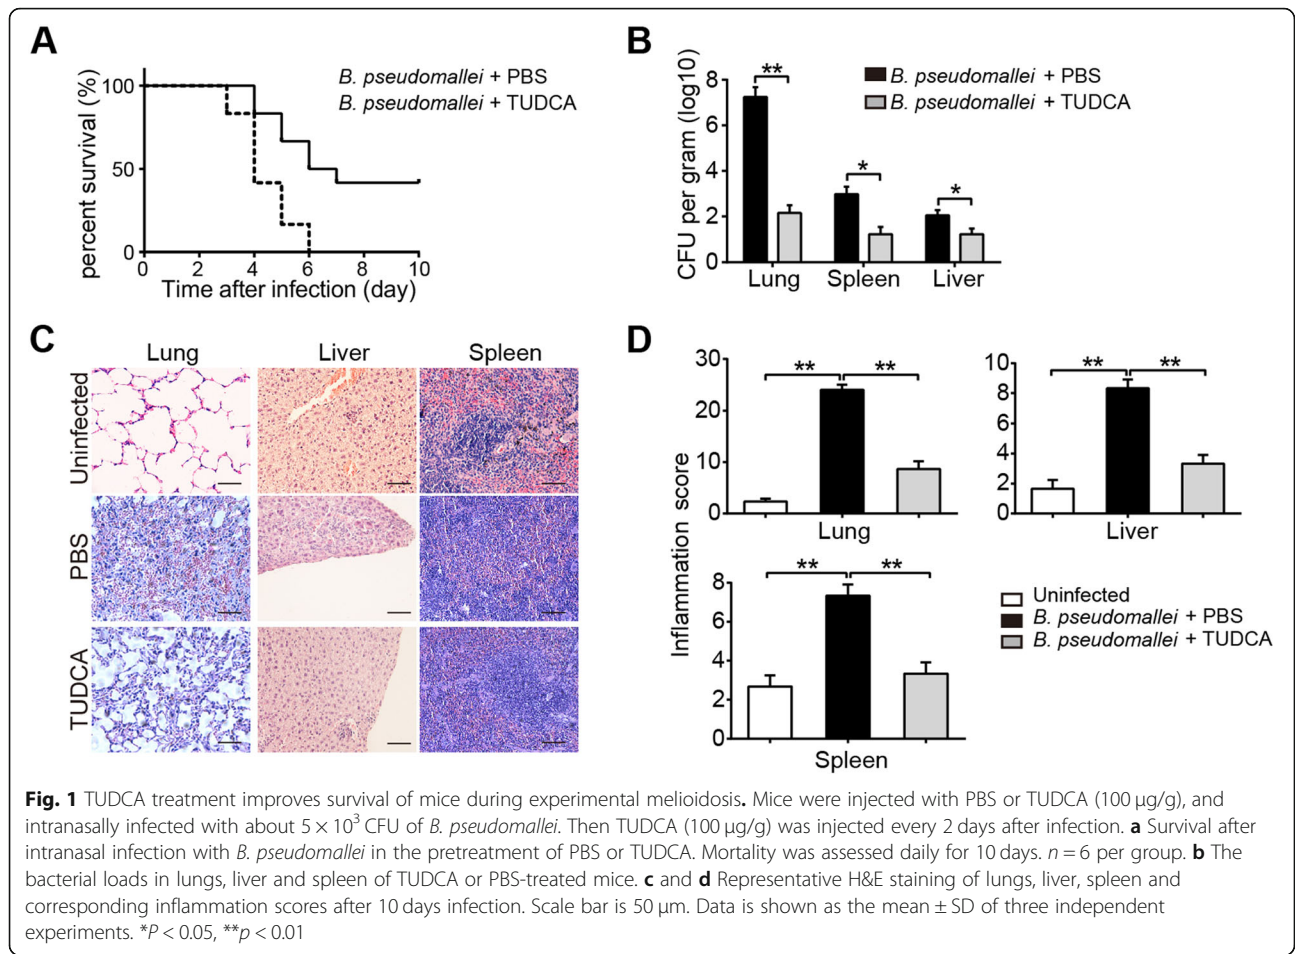 A
percent survival (%)
100
50
0
0 2 4 6 8 10
Time after infection (day)
B. pseudomallei + PBS
B. pseudomallei + TUDCA
B
CFU per gram (log10)
8
6
4
2
0
** * *
Lung Spleen Liver
B. pseudomallei + PBS
B. pseudomallei + TUDCA
C
Lung Liver Spleen
Uninfected
PBS
TUDCA
D
Inflammation score
30
20
10
0
** **
Lung
10
8
6
4
2
0
** **
Liver
8
6
4
2
0
** **
Spleen
Uninfected
B. pseudomallei + PBS
B. pseudomallei + TUDCA
Fig. 1 TUDCA treatment improves survival of mice during experimental melioidosis. Mice were injected with PBS or TUDCA (100 μg/g), and
intranasally infected with about 5 × 10³ CFU of B. pseudomallei. Then TUDCA (100 μg/g) was injected every 2 days after infection. a Survival after
intranasal infection with B. pseudomallei in the pretreatment of PBS or TUDCA. Mortality was assessed daily for 10 days. n = 6 per group. b The
bacterial loads in lungs, liver and spleen of TUDCA or PBS-treated mice. c and d Representative H&E staining of lungs, liver, spleen and
corresponding inflammation scores after 10 days infection. Scale bar is 50 μm. Data is shown as the mean ± SD of three independent
experiments. *P < 0.05, **p < 0.01